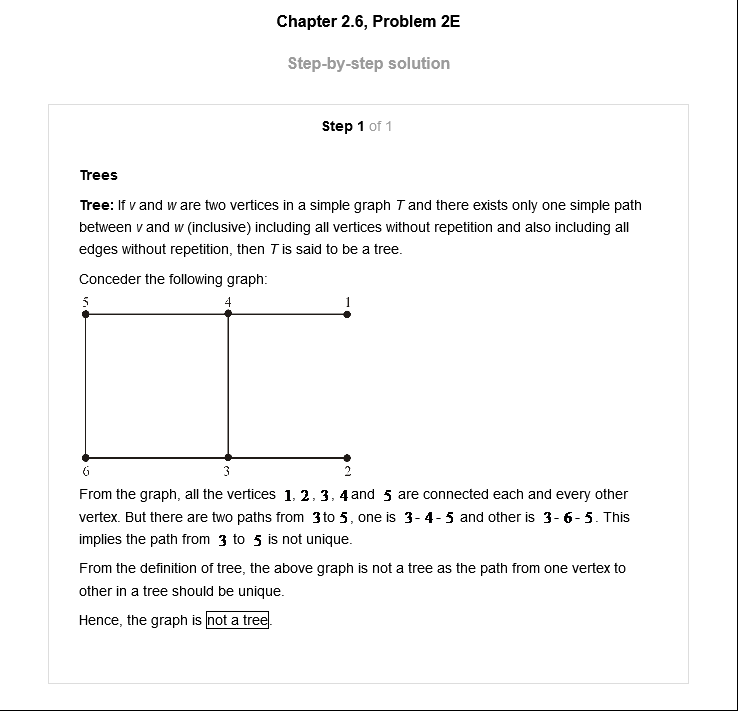 Chapter 2.6, Problem 2E
Step-by-step solution
Step 1 of 1
Trees
Tree: If v and w are two vertices in a simple graph T and there exists only one simple path
between v and w (inclusive) including all vertices without repetition and also including all
edges without repetition, then T is said to be a tree.
Conceder the following graph:
5 4 1
6 3 2
From the graph, all the vertices 1, 2, 3, 4 and 5 are connected each and every other
vertex. But there are two paths from 3 to 5, one is 3-4-5 and other is 3-6-5. This
implies the path from 3 to 5 is not unique.
From the definition of tree, the above graph is not a tree as the path from one vertex to
other in a tree should be unique.
Hence, the graph is not a tree.